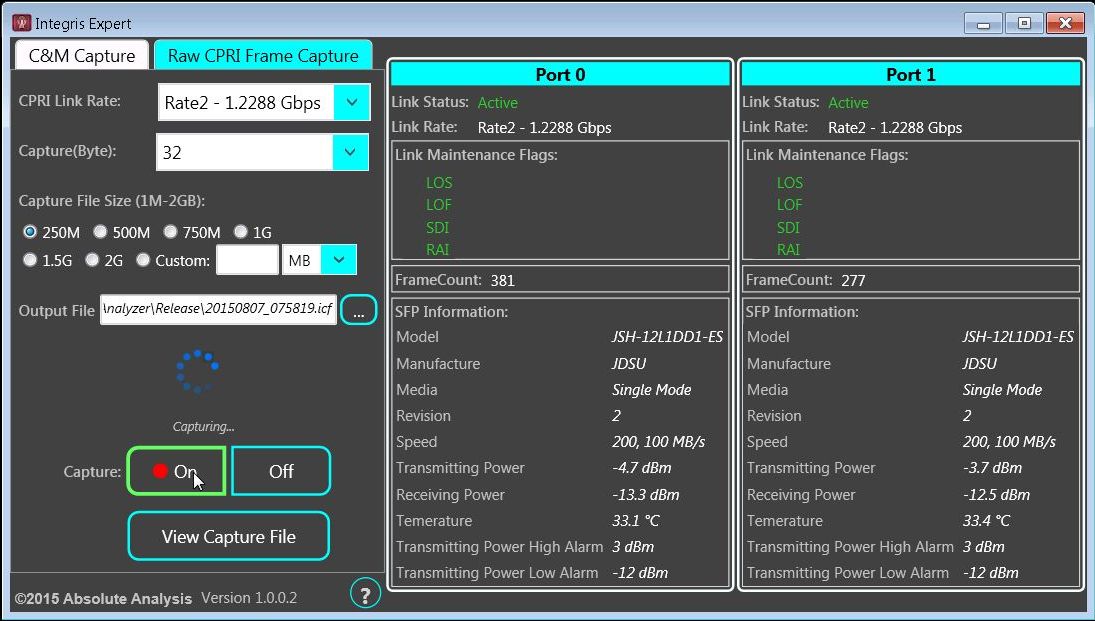 Integris Expert
C&M Capture
Raw CPRI Frame Capture
CPRI Link Rate:
Rate2 - 1.2288 Gbps
Capture(Byte):
32
Capture File Size (1M-2GB):
250M 500M 750M 1G
1.5G 2G Custom: MB
Output File \nalyzer\Release\20150807_075819.icf ...
Capturing...
Capture: On Off
View Capture File
©2015 Absolute Analysis Version 1.0.0.2 ?
Port 0
Link Status: Active
Link Rate: Rate2 - 1.2288 Gbps
Link Maintenance Flags:
LOS
LOF
SDI
RAI
FrameCount: 381
SFP Information:
Model JSH-12L1DD1-ES
Manufacture JDSU
Media Single Mode
Revision 2
Speed 200, 100 MB/s
Transmitting Power -4.7 dBm
Receiving Power -13.3 dBm
Temerature 33.1 °C
Transmitting Power High Alarm 3 dBm
Transmitting Power Low Alarm -12 dBm
Port 1
Link Status: Active
Link Rate: Rate2 - 1.2288 Gbps
Link Maintenance Flags:
LOS
LOF
SDI
RAI
FrameCount: 277
SFP Information:
Model JSH-12L1DD1-ES
Manufacture JDSU
Media Single Mode
Revision 2
Speed 200, 100 MB/s
Transmitting Power -3.7 dBm
Receiving Power -12.5 dBm
Temerature 33.4 °C
Transmitting Power High Alarm 3 dBm
Transmitting Power Low Alarm -12 dBm